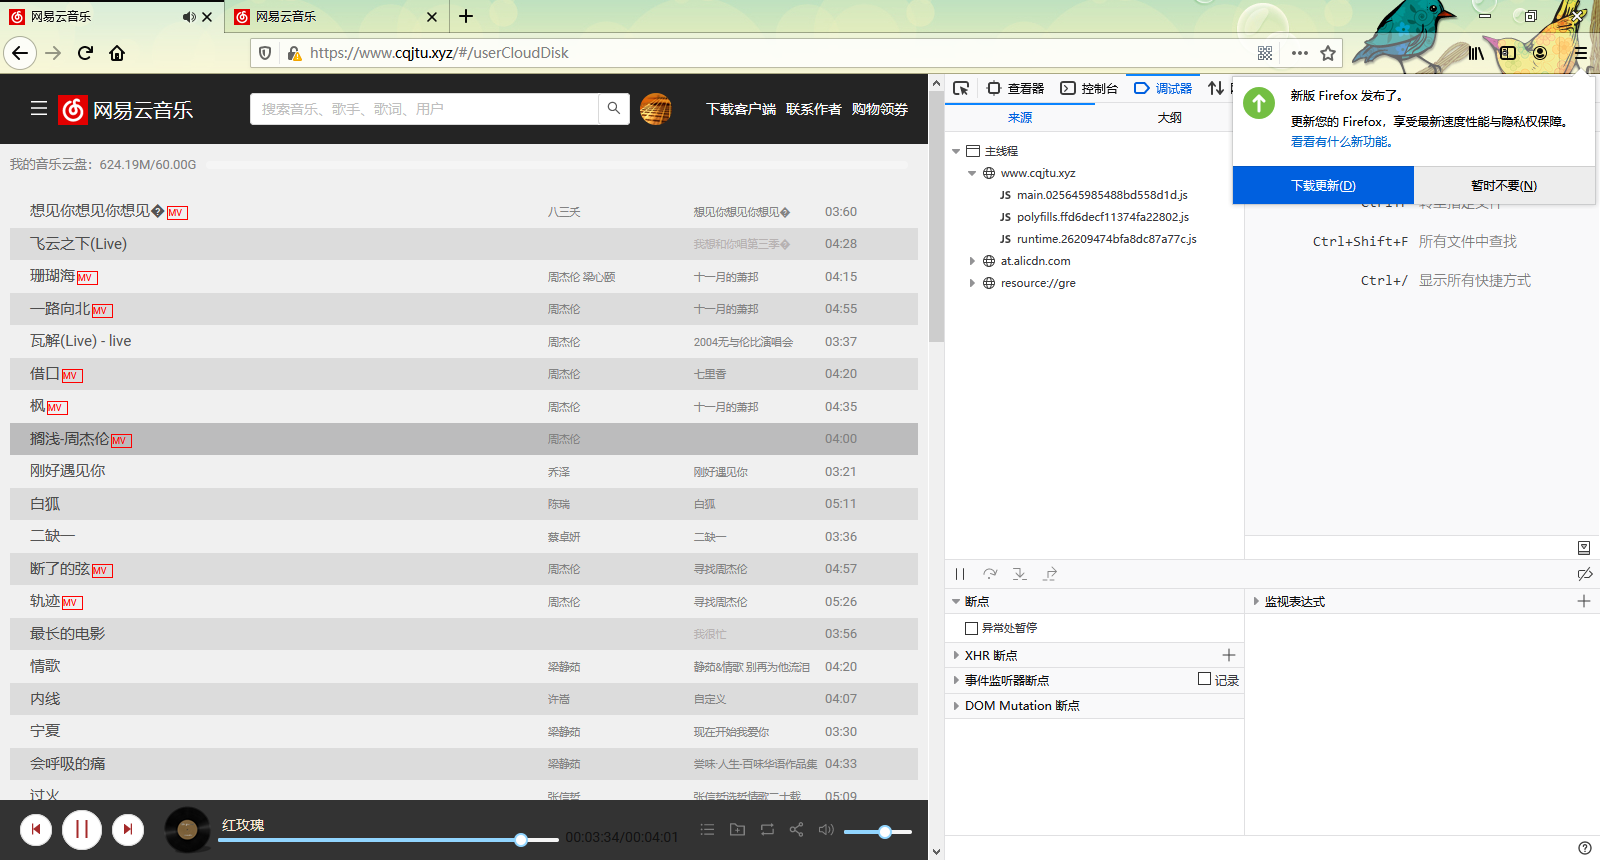 网易云音乐
网易云音乐
https://www.cqjtu.xyz/#/userCloudDisk
网易云音乐
搜索音乐、歌手、歌词、用户
下载客户端 联系作者 购物领券
我的音乐云盘：624.19M/60.00G
想见你想见你想见� MV 八三夭 想见你想见你想见� 03:60
飞云之下(Live) 我想和你唱第三季� 04:28
珊瑚海 MV 周杰伦 梁心颐 十一月的萧邦 04:15
一路向北 MV 周杰伦 十一月的萧邦 04:55
瓦解(Live) - live 周杰伦 2004无与伦比演唱会 03:37
借口 MV 周杰伦 七里香 04:20
枫 MV 周杰伦 十一月的萧邦 04:35
搁浅-周杰伦 MV 周杰伦 04:00
刚好遇见你 乔泽 刚好遇见你 03:21
白狐 陈瑞 白狐 05:11
二缺一 蔡卓妍 二缺一 03:36
断了的弦 MV 周杰伦 寻找周杰伦 04:57
轨迹 MV 周杰伦 寻找周杰伦 05:26
最长的电影 我很忙 03:56
情歌 梁静茹 静茹&情歌 别再为他流泪 04:20
内线 许嵩 自定义 04:07
宁夏 梁静茹 现在开始我爱你 03:30
会呼吸的痛 梁静茹 尝味·人生-百味华语作品集 04:33
过火 张信哲 张信哲选哲情歌二十载 05:09
红玫瑰
00:03:34/00:04:01
查看器 控制台 调试器
来源 大纲
主线程
www.cqjtu.xyz
JS main.025645985488bd558d1d.js
JS polyfills.ffd6decf11374fa22802.js
JS runtime.26209474bfa8dc87a77c.js
at.alicdn.com
resource://gre
新版 Firefox 发布了。
更新您的 Firefox，享受最新速度性能与隐私权保障。
看看有什么新功能。
下载更新(D) 暂时不要(N)
Ctrl+P 转至指定文件
Ctrl+Shift+F 所有文件中查找
Ctrl+/ 显示所有快捷方式
断点
异常处暂停
XHR 断点
事件监听器断点 记录
DOM Mutation 断点
监视表达式